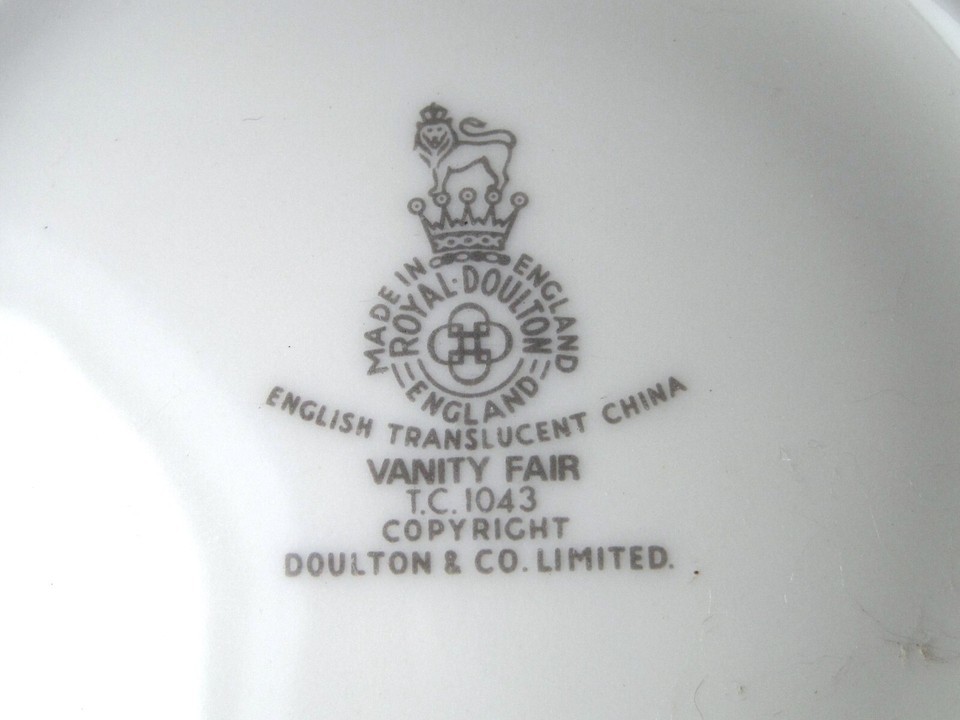 MADE IN ENGLAND
ROYAL·DOULTON
ENGLAND
ENGLISH TRANSLUCENT CHINA
VANITY FAIR
T.C. 1043
COPYRIGHT
DOULTON & CO. LIMITED.